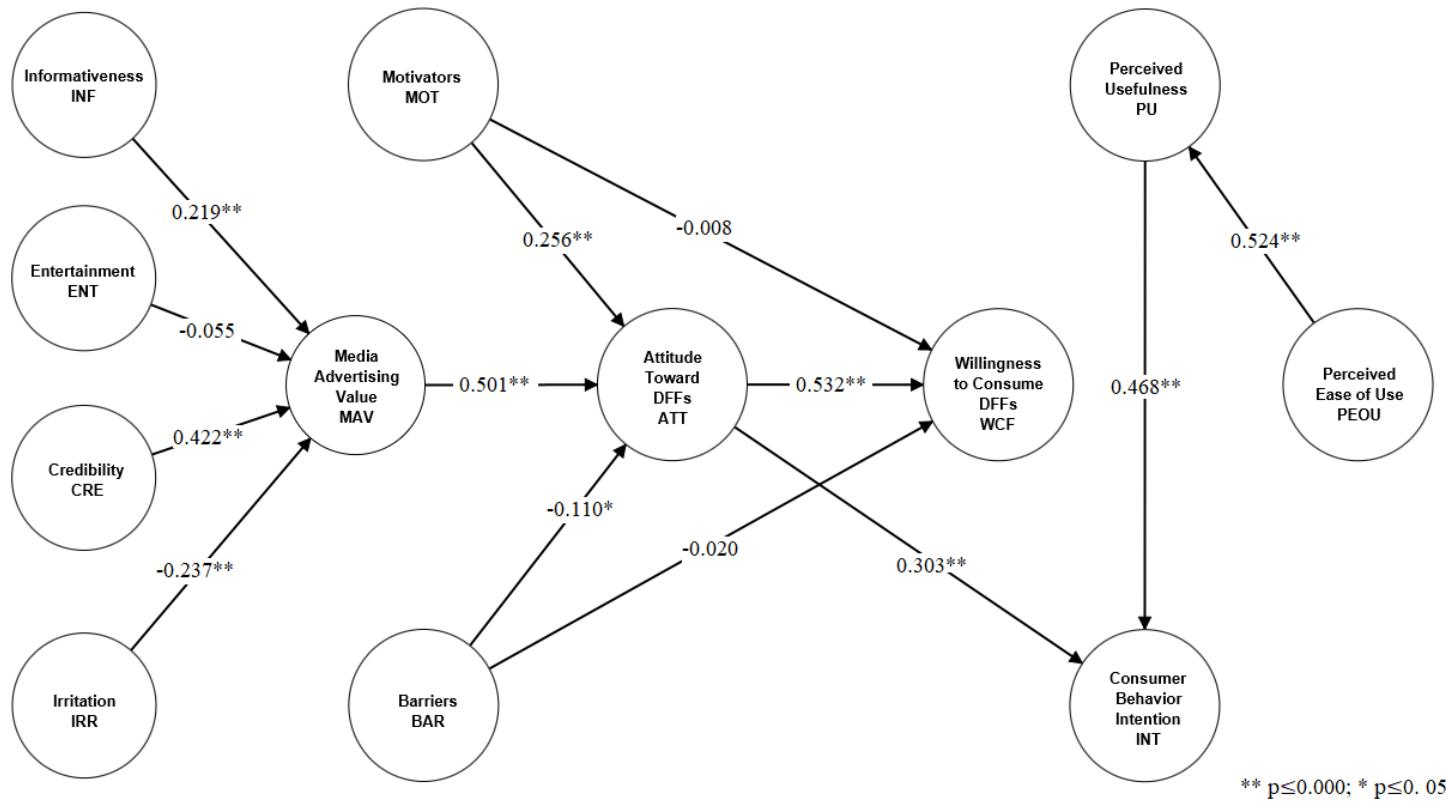 Informativeness
INF
Motivators
MOT
Perceived
Usefulness
PU
0.219**
Entertainment
ENT
0.256**
-0.008
0.524**
-0.055
Media
Advertising
Value
MAV
0.501**
Attitude
Toward
DFFs
ATT
0.532**
Willingness
to Consume
DFFs
WCF
0.468**
Perceived
Ease of Use
PEOU
0.422**
Credibility
CRE
-0.110*
-0.020
-0.237**
0.303**
Irritation
IRR
Barriers
BAR
Consumer
Behavior
Intention
INT
** p≤0.000; * p≤0. 05